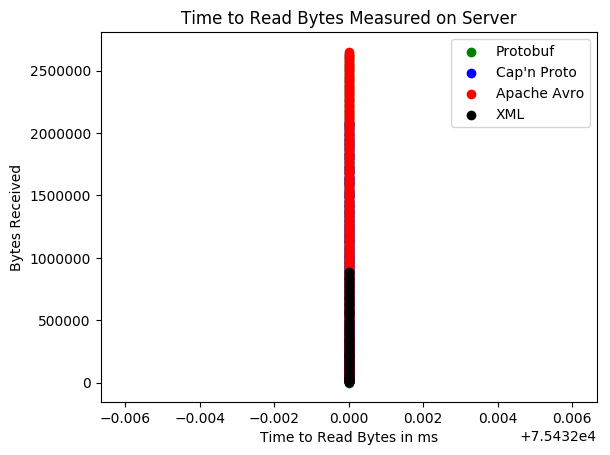 Time to Read Bytes Measured on Server
Protobuf
Cap'n Proto
Apache Avro
XML
Bytes Received
2500000
2000000
1500000
1000000
500000
0
−0.006 −0.004 −0.002 0.000 0.002 0.004 0.006
Time to Read Bytes in ms
+7.5432e4